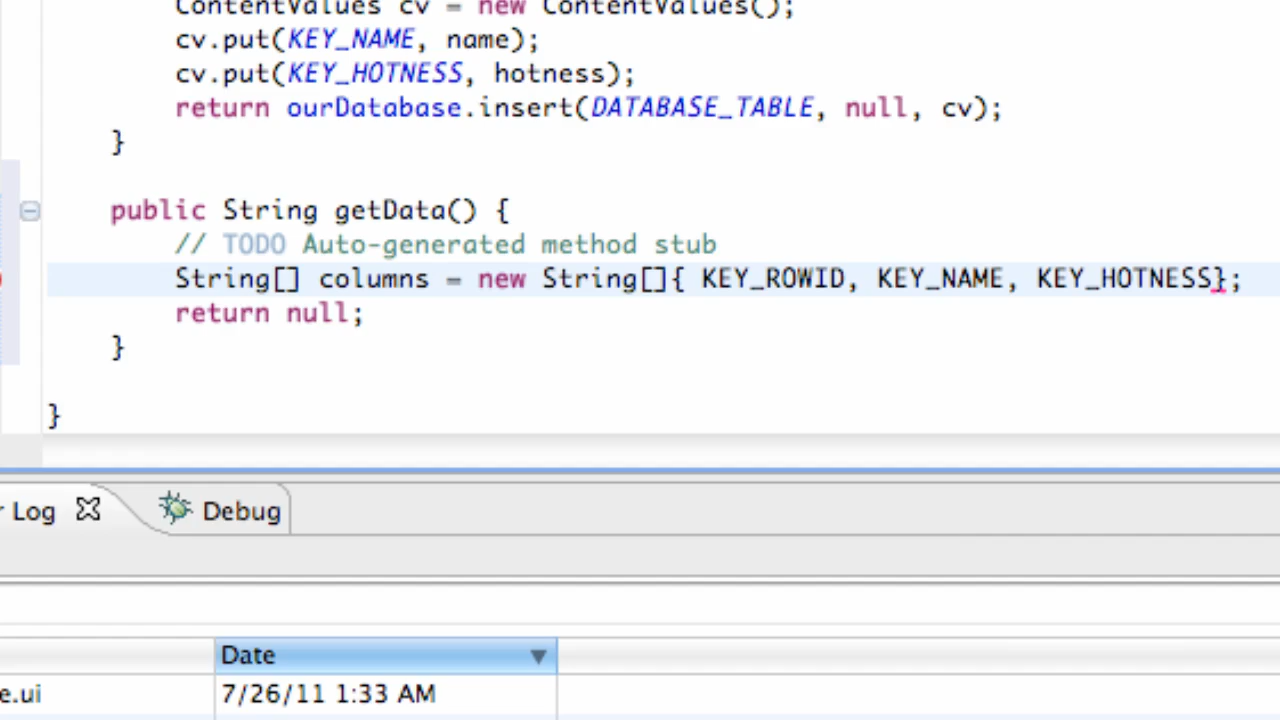 ContentValues cv = new ContentValues();
cv.put(KEY_NAME, name);
cv.put(KEY_HOTNESS, hotness);
return ourDatabase.insert(DATABASE_TABLE, null, cv);
}
public String getData() {
// TODO Auto-generated method stub
String[] columns = new String[]{ KEY_ROWID, KEY_NAME, KEY_HOTNESS};
return null;
}
}
r Log Debug
Date
e.ui 7/26/11 1:33 AM